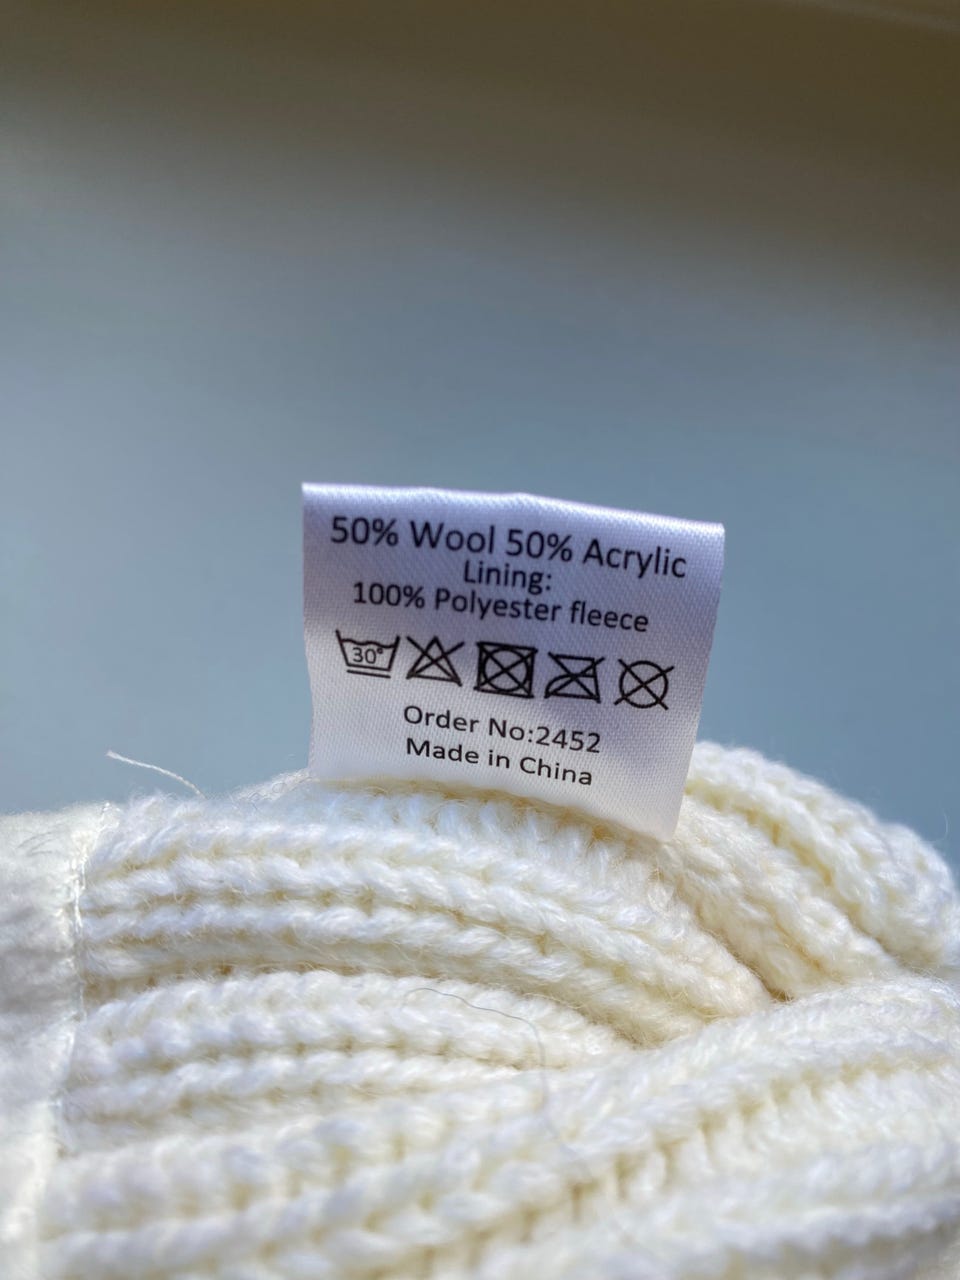 50% Wool 50% Acrylic
Lining:
100% Polyester fleece
30°
Order No:2452
Made in China